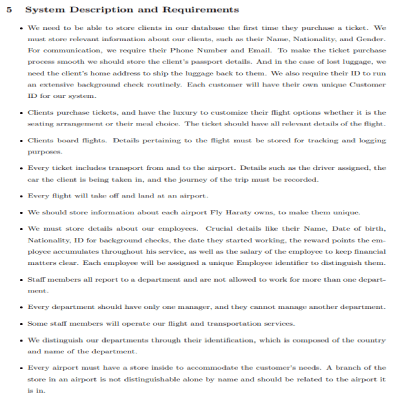 5 System Description and Requirements
• We need to be able to store clients in our database the first time they purchase a ticket. We
must store relevant information about our clients, such as their Name, Nationality, and Gender.
For communication, we require their Phone Number and Email. To make the ticket purchase
process smooth we should store the client's passport details. And in the case of lost luggage, we
need the client's home address to ship the luggage back to them. We also require their ID to run
an extensive background check routinely. Each customer will have their own unique Customer
ID for our system.
• Clients purchase tickets, and have the luxury to customize their flight options whether it is the
seating arrangement or their meal choice. The ticket should have all relevant details of the flight.
• Clients board flights. Details pertaining to the flight must be stored for tracking and logging
purposes.
• Every ticket includes transport from and to the airport. Details such as the driver assigned, the
car the client is being taken in, and the journey of the trip must be recorded.
• Every flight will take off and land at an airport.
• We should store information about each airport Fly Haraty owns, to make them unique.
• We must store details about our employees. Crucial details like their Name, Date of birth,
Nationality, ID for background checks, the date they started working, the reward points the em-
ployee accumulates throughout his service, as well as the salary of the employee to keep financial
matters clear. Each employee will be assigned a unique Employee identifier to distinguish them.
• Staff members all report to a department and are not allowed to work for more than one depart-
ment.
• Every department should have only one manager, and they cannot manage another department.
• Some staff members will operate our flight and transportation services.
• We distinguish our departments through their identification, which is composed of the country
and name of the department.
• Every airport must have a store inside to accommodate the customer's needs. A branch of the
store in an airport is not distinguishable alone by name and should be related to the airport it
is in.